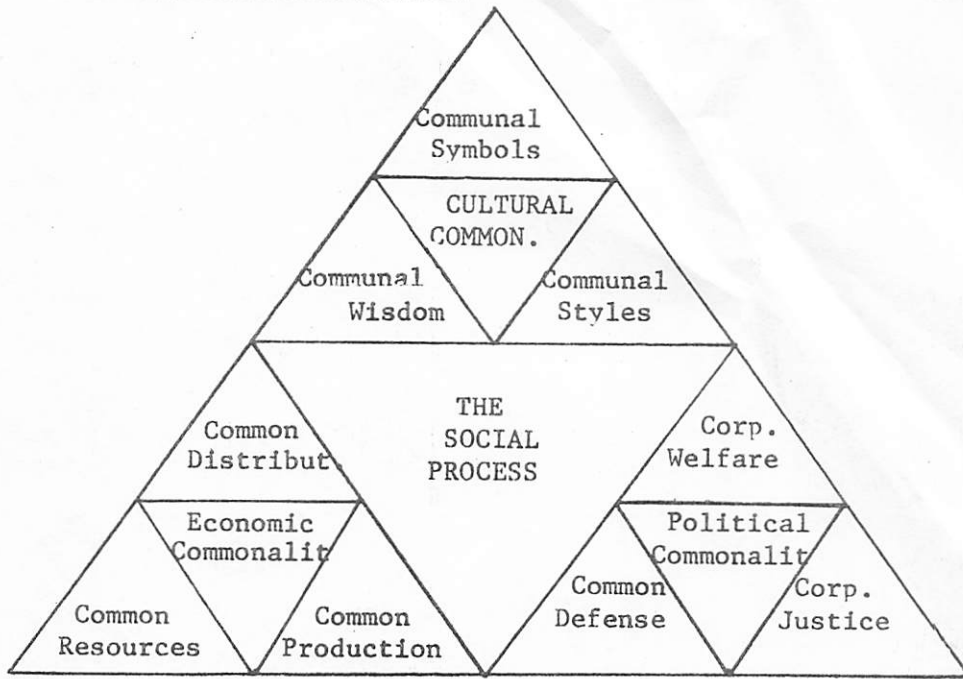 Communal
Symbols
CULTURAL
COMMON.
Communal
Wisdom
Communal
Styles
THE
SOCIAL
PROCESS
Common
Distribut.
Economic
Commonalit
Common
Resources
Common
Production
Corp.
Welfare
Political
Commonalit
Common
Defense
Corp.
Justice